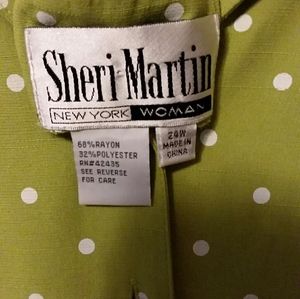 Sheri Martin
NEW YORK WOMAN
68% RAYON
32% POLYESTER
RN#42435
SEE REVERSE
FOR CARE
24W
MADE IN
CHINA